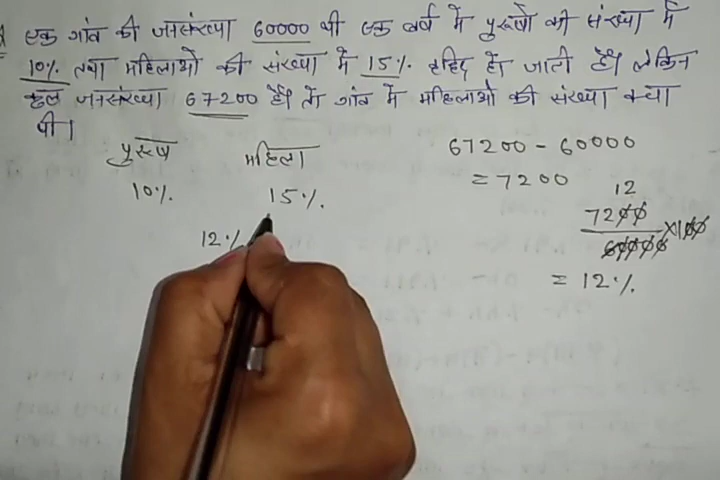 एक गांव की जनसंख्या 60000 थी एक वर्ष में पुरूषों की संख्या में
10% तथा महिलाओ की संख्या में 15% वृद्दि हो जाती है। लेकिन
कुल जनसंख्या 67200 है। तो गांव में महिलाओ की संख्या क्या
थी।
पुरूष महिला
10% 15%
12%
67200 - 60000
= 7200
12
7200
60000 ×100
= 12%